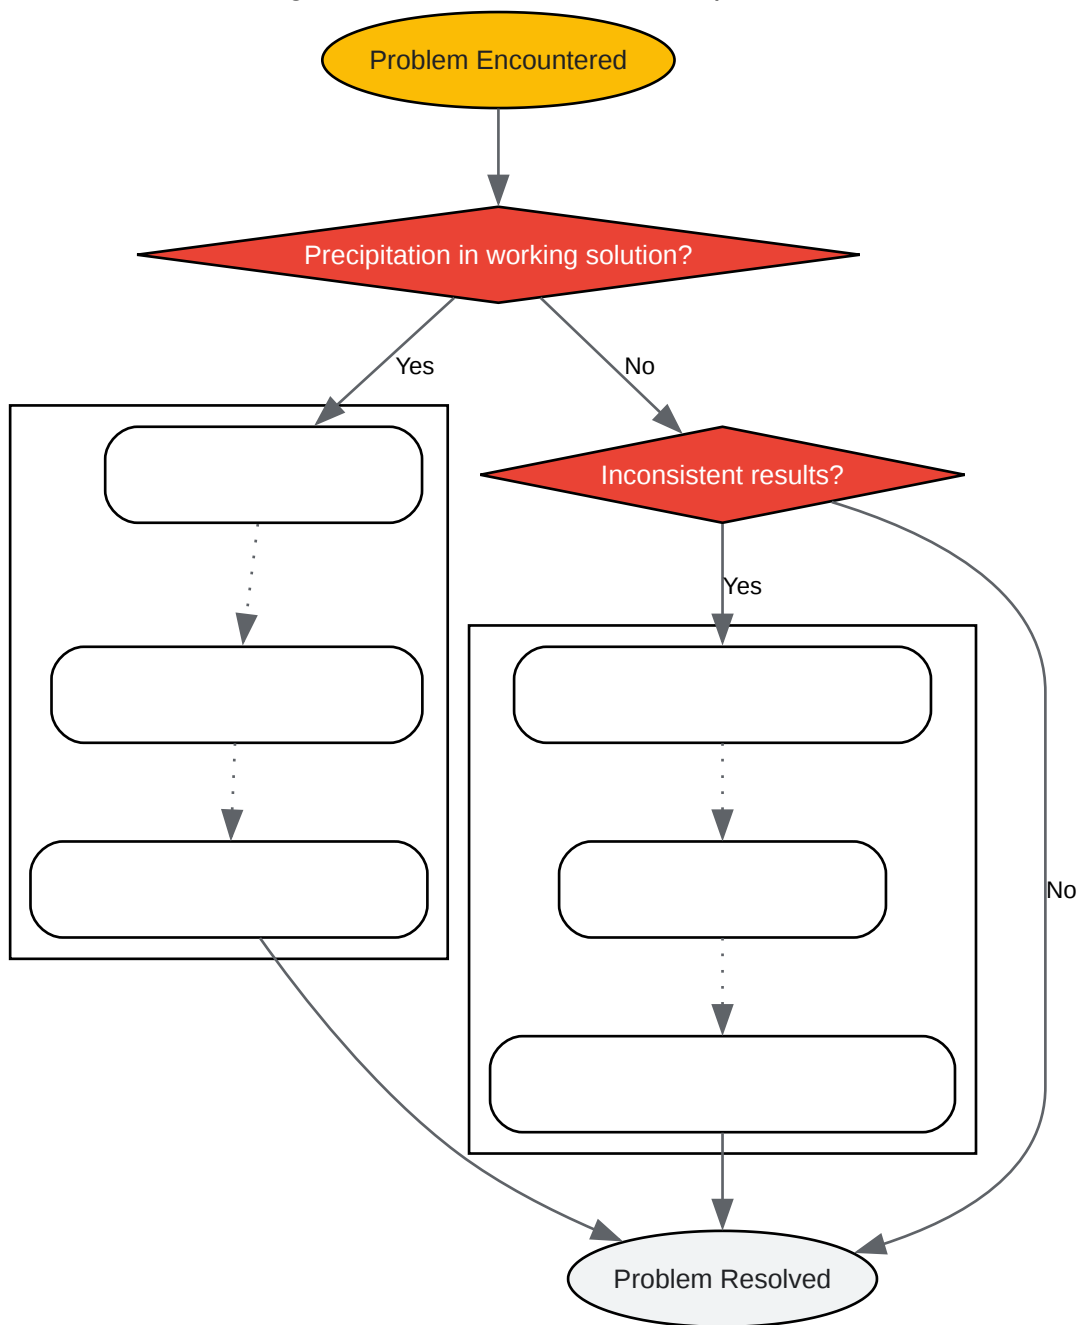 Problem Encountered
Precipitation in working solution?
Yes
No
Inconsistent results?
Yes
No
Problem Resolved